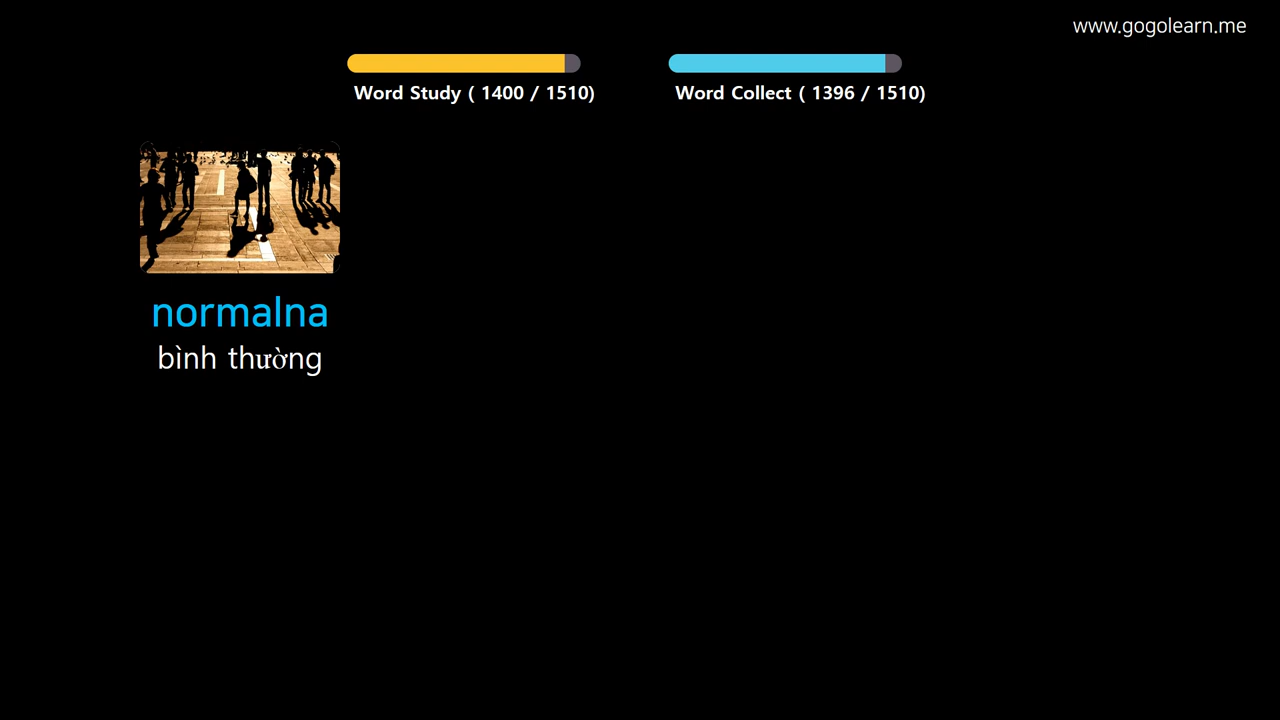 www.gogolearn.me
Word Study ( 1400 / 1510)
Word Collect ( 1396 / 1510)
normalna
bình thường